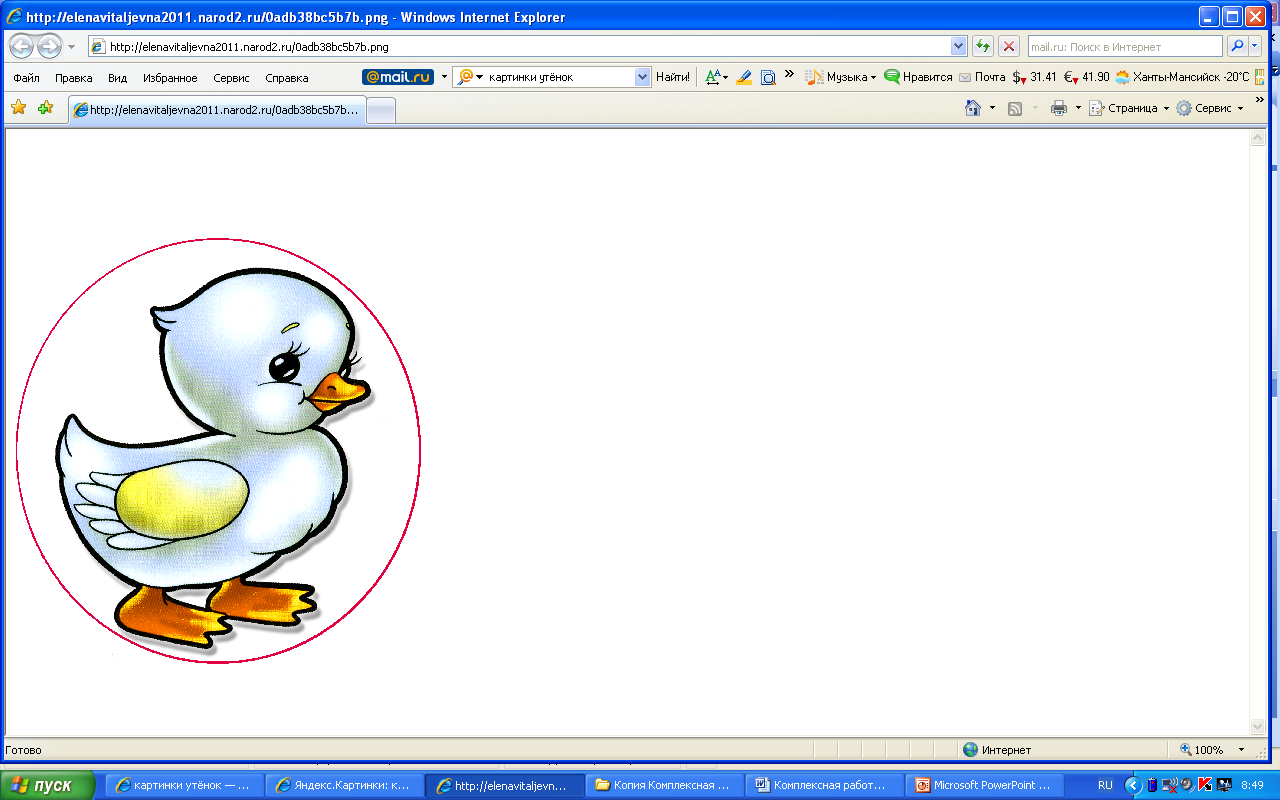 http://elenavitaljevna2011.narod2.ru/0adb38bc5b7b.png - Windows Internet Explorer
http://elenavitaljevna2011.narod2.ru/0adb38bc5b7b.png
mail.ru: Поиск в Интернет
Файл Правка Вид Избранное Сервис Справка @mail.ru картинки утёнок Найти! Музыка Нравится Почта $ 31.41 € 41.90 Ханты-Мансийск -20°C
http://elenavitaljevna2011.narod2.ru/0adb38bc5b7b... Страница Сервис
Готово Интернет 100%
пуск картинки утёнок — ... Яндекс.Картинки: к... http://elenavitaljevn... Копия Комплексная ... Комплексная работ... Microsoft PowerPoint ... RU 8:49